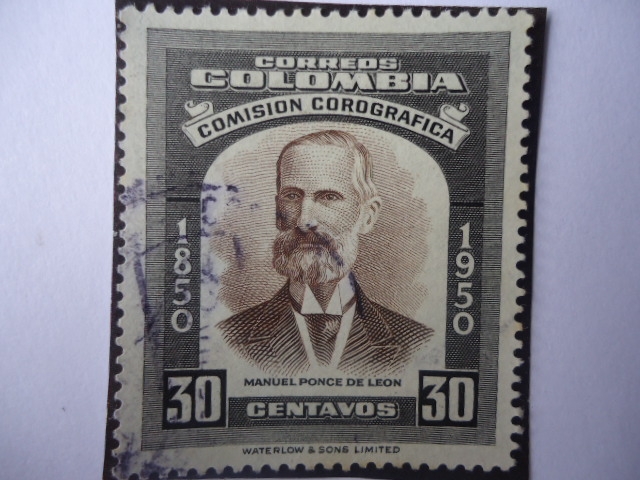 CORREOS
COLOMBIA
COMISION COROGRAFICA
1850
1950
MANUEL PONCE DE LEON
30 CENTAVOS 30
WATERLOW & SONS LIMITED